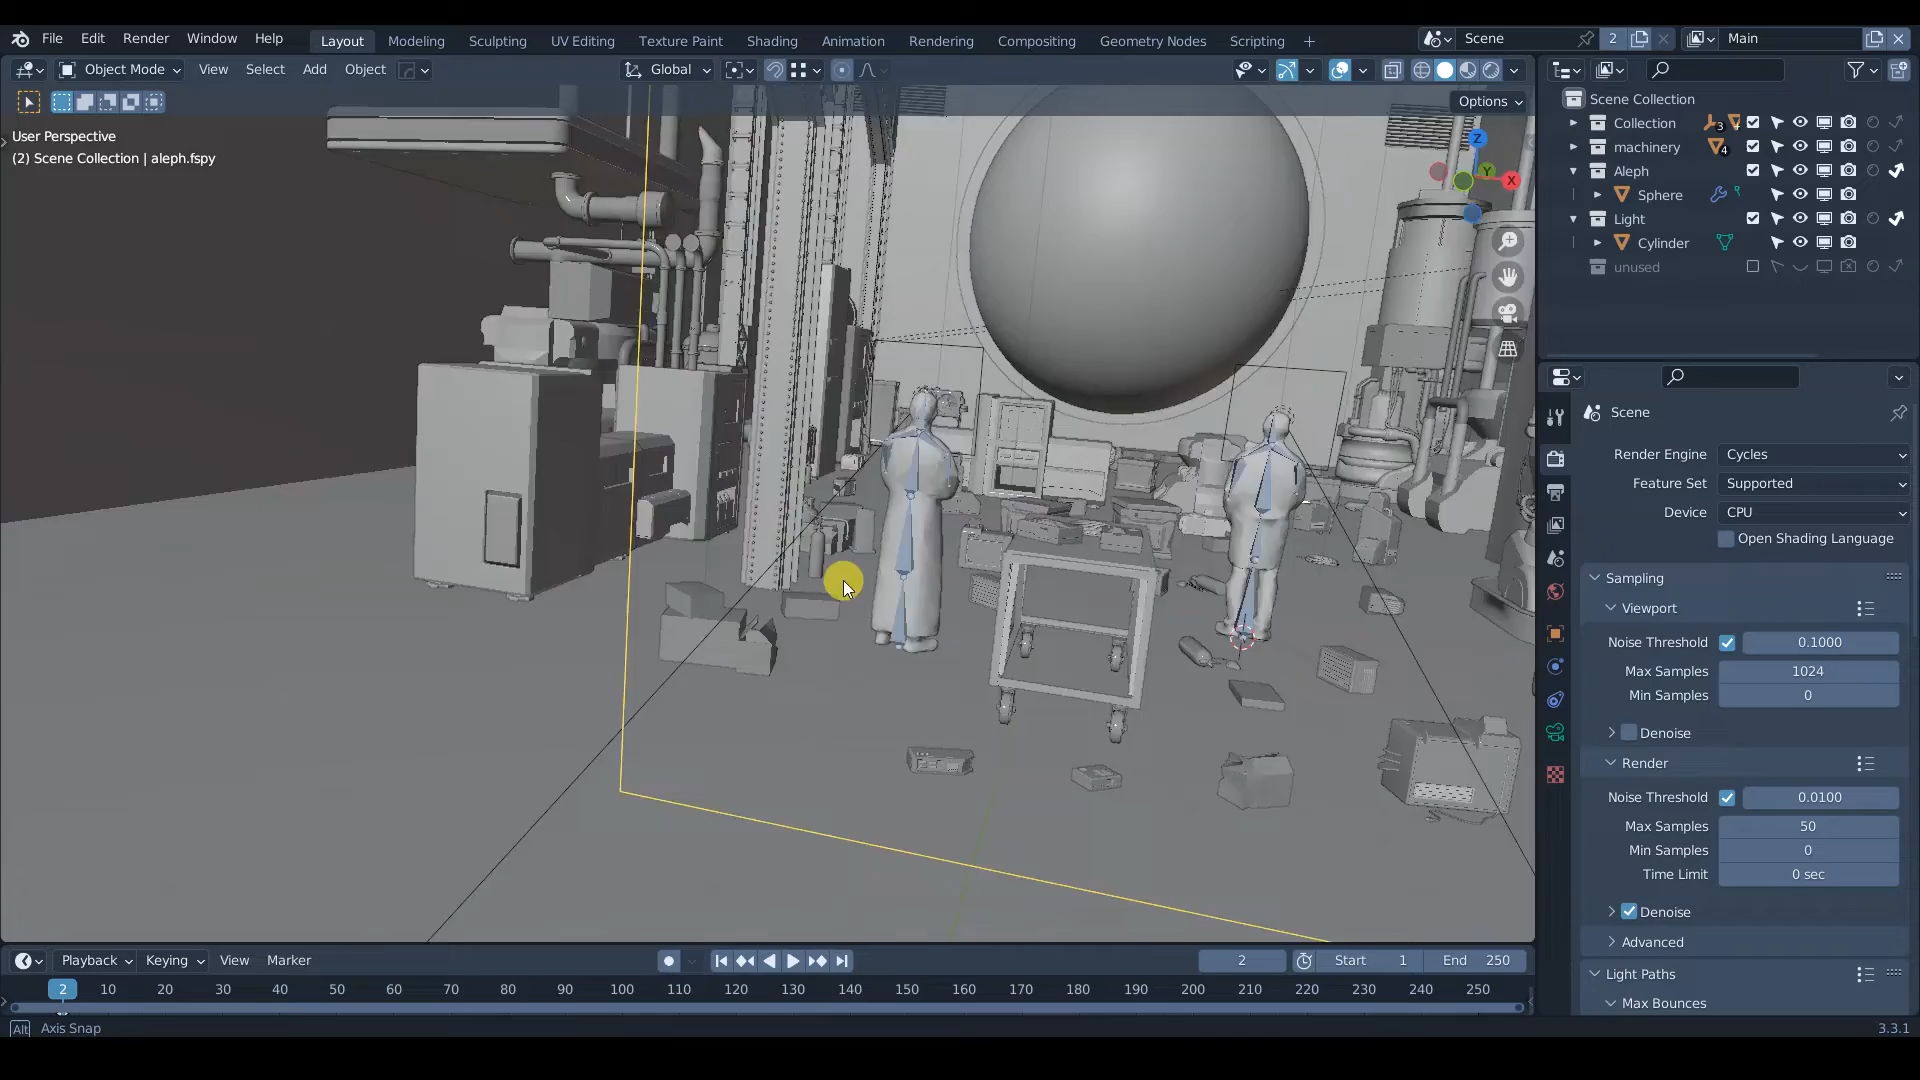 File Edit Render Window Help Layout Modeling Sculpting UV Editing Texture Paint Shading Animation Rendering Compositing Geometry Nodes Scripting + Scene 2 Main
Object Mode View Select Add Object Global
Options
User Perspective
(2) Scene Collection | aleph.fspy
Z
Y
X
Scene Collection
Collection 3
machinery 4
Aleph
Sphere
Light
Cylinder
unused
Scene
Render Engine Cycles
Feature Set Supported
Device CPU
Open Shading Language
Sampling
Viewport
Noise Threshold 0.1000
Max Samples 1024
Min Samples 0
Denoise
Render
Noise Threshold 0.0100
Max Samples 50
Min Samples 0
Time Limit 0 sec
Denoise
Advanced
Light Paths
Max Bounces
Playback Keying View Marker 2 Start 1 End 250
2 10 20 30 40 50 60 70 80 90 100 110 120 130 140 150 160 170 180 190 200 210 220 230 240 250
Alt Axis Snap 3.3.1